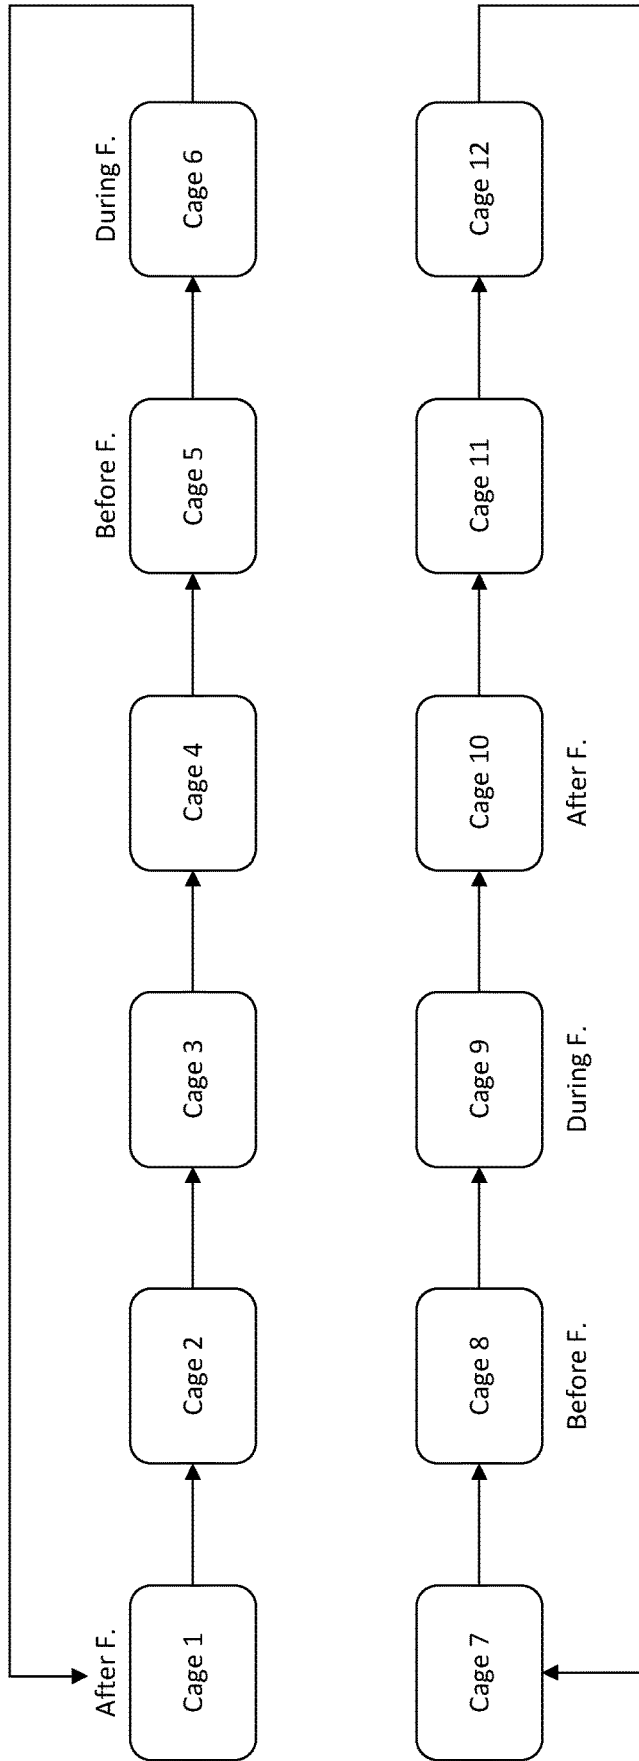 After F.
Before F.
During F.
Cage 1
Cage 2
Cage 3
Cage 4
Cage 5
Cage 6
Cage 7
Cage 8
Cage 9
Cage 10
Cage 11
Cage 12
Before F.
During F.
After F.